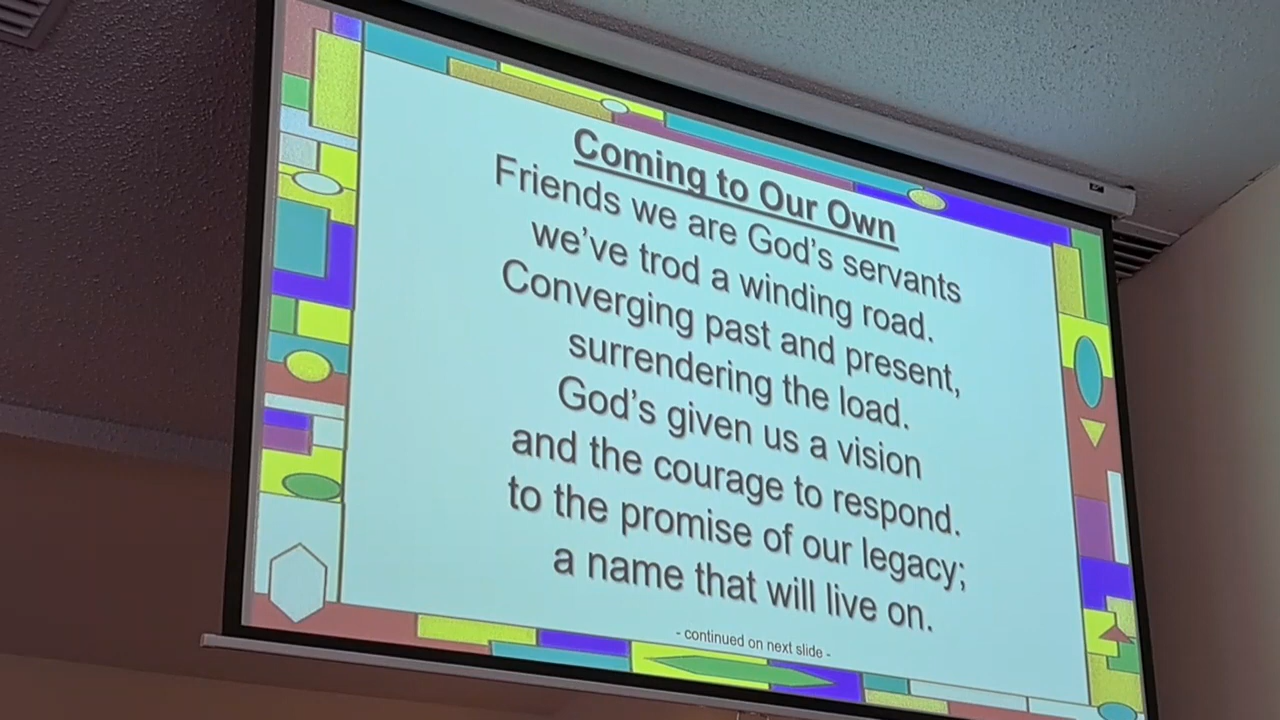 Coming to Our Own
Friends we are God's servants
we've trod a winding road.
Converging past and present,
surrendering the load.
God's given us a vision
and the courage to respond.
to the promise of our legacy;
a name that will live on.
- continued on next slide -